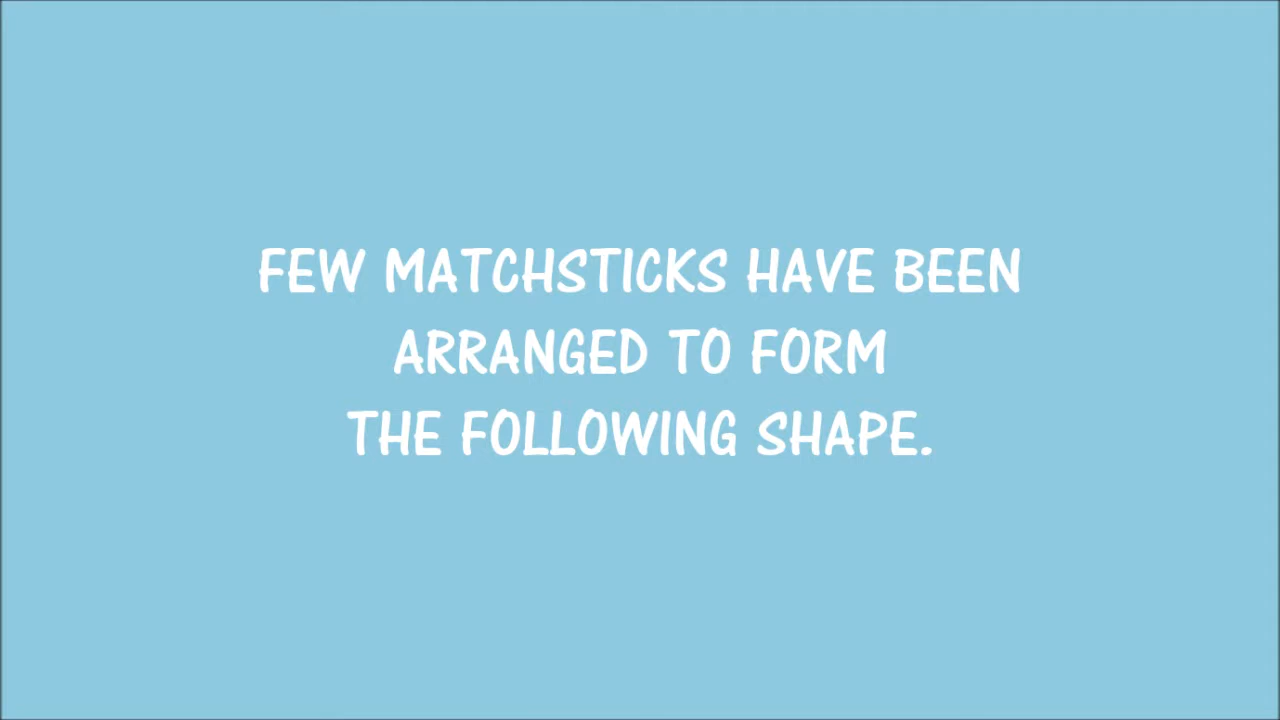 FEW MATCHSTICKS HAVE BEEN
ARRANGED TO FORM
THE FOLLOWING SHAPE.